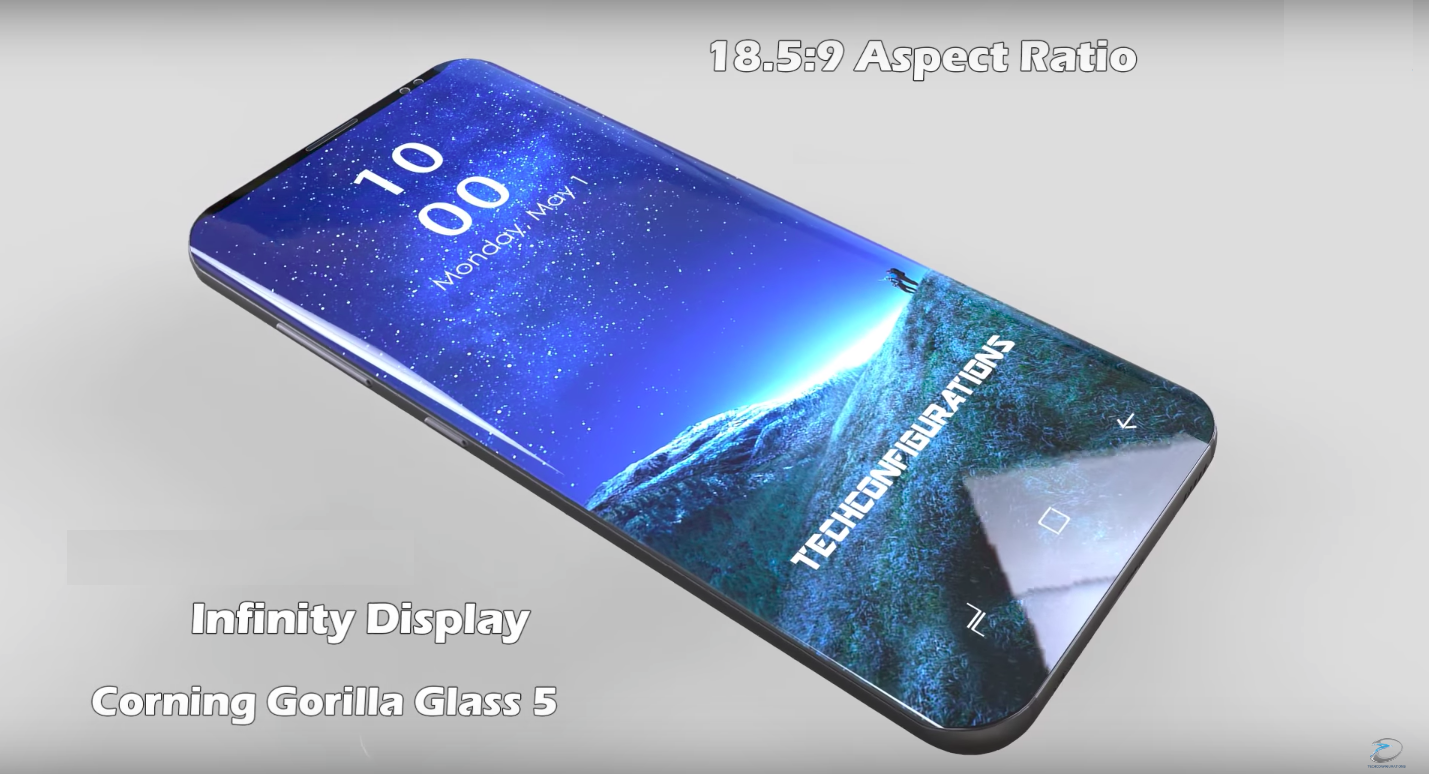 18.5:9 Aspect Ratio
10
00
Monday, May 1
TECHCONFIGURATIONS
Infinity Display
Corning Gorilla Glass 5